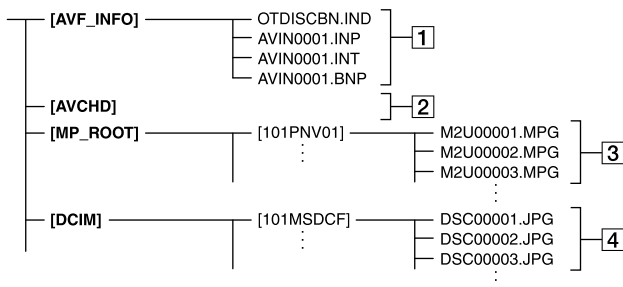 [AVF_INFO] OTDISCBN.IND
AVIN0001.INP 1
AVIN0001.INT
AVIN0001.BNP
[AVCHD] 2
[MP_ROOT] [101PNV01] M2U00001.MPG
M2U00002.MPG 3
M2U00003.MPG
[DCIM] [101MSDCF] DSC00001.JPG
DSC00002.JPG 4
DSC00003.JPG